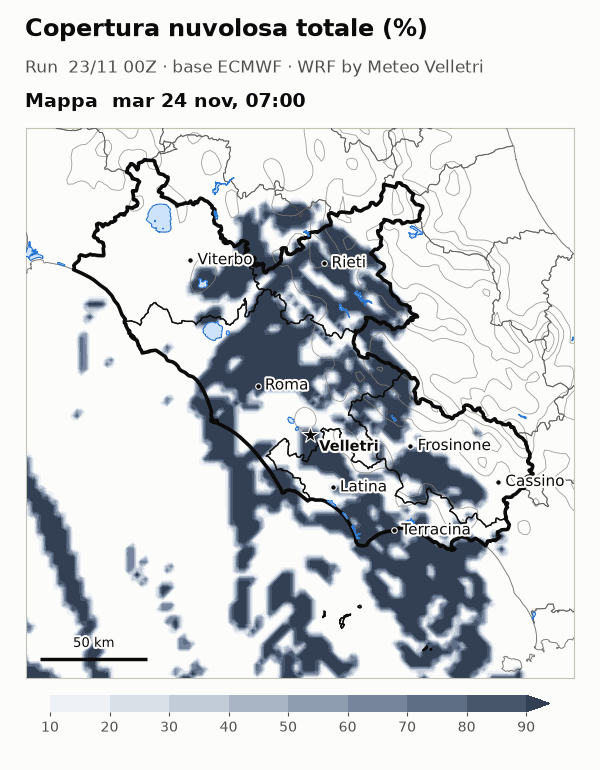 Copertura nuvolosa totale (%)
Run  23/11 00Z · base ECMWF · WRF by Meteo Velletri
Mappa  mar 24 nov, 07:00
Viterbo
Rieti
Roma
Velletri
Frosinone
Cassino
Latina
Terracina
50 km
10 20 30 40 50 60 70 80 90